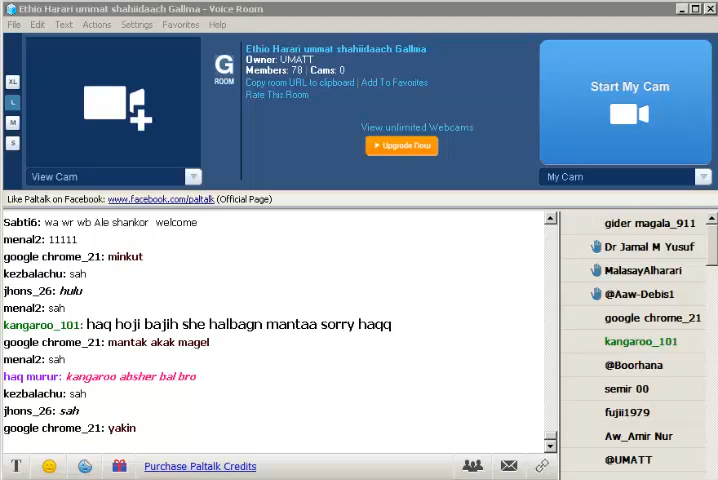 Ethio Harari ummat shahiidaach Gallma - Voice Room
File Edit Text Actions Settings Favorites Help
XL
L
M
S
View Cam
G
ROOM
Ethio Harari ummat shahiidaach Gallma
Owner: UMATT
Members: 78 | Cams: 0
Copy room URL to clipboard | Add To Favorites
Rate This Room
View unlimited Webcams
Upgrade Now
Start My Cam
My Cam
Like Paltalk on Facebook: www.facebook.com/paltalk (Official Page)
Sabti6: wa wr wb Ale shankor welcome
menal2: 11111
google chrome_21: minkut
kezbalachu: sah
jhons_26: hulu
menal2: sah
kangaroo_101: haq hoji bajih she halbagn mantaa sorry haqq
google chrome_21: mantak akak magel
menal2: sah
haq murur: kangaroo absher bal bro
kezbalachu: sah
jhons_26: sah
google chrome_21: yakin
gider magala_911
Dr Jamal M Yusuf
MalasayAlharari
@Aaw-Debis1
google chrome_21
kangaroo_101
@Boorhana
semir 00
fujii1979
Aw_Amir Nur
@UMATT
T
Purchase Paltalk Credits